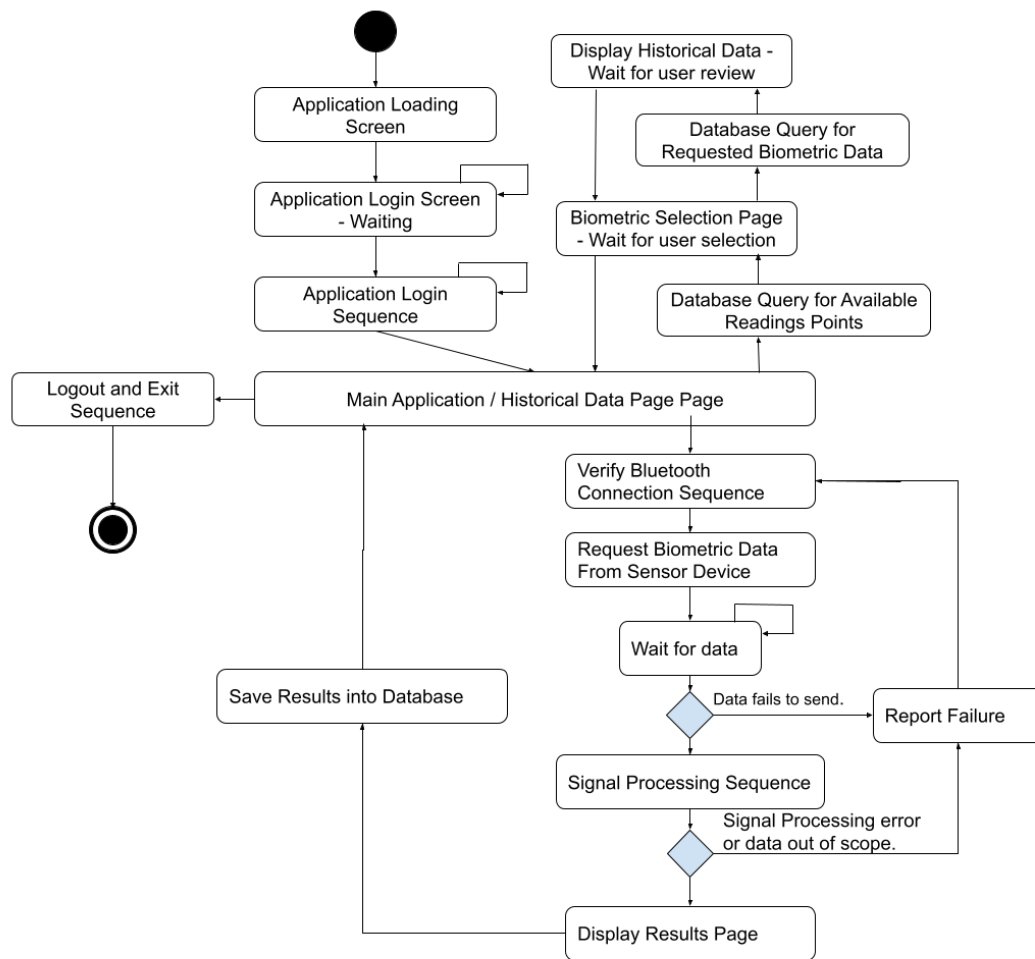 Application Loading
Screen
Application Login Screen
- Waiting
Application Login
Sequence
Display Historical Data -
Wait for user review
Database Query for
Requested Biometric Data
Biometric Selection Page
- Wait for user selection
Database Query for Available
Readings Points
Logout and Exit
Sequence
Main Application / Historical Data Page Page
Verify Bluetooth
Connection Sequence
Request Biometric Data
From Sensor Device
Wait for data
Data fails to send.
Report Failure
Save Results into Database
Signal Processing Sequence
Signal Processing error
or data out of scope.
Display Results Page